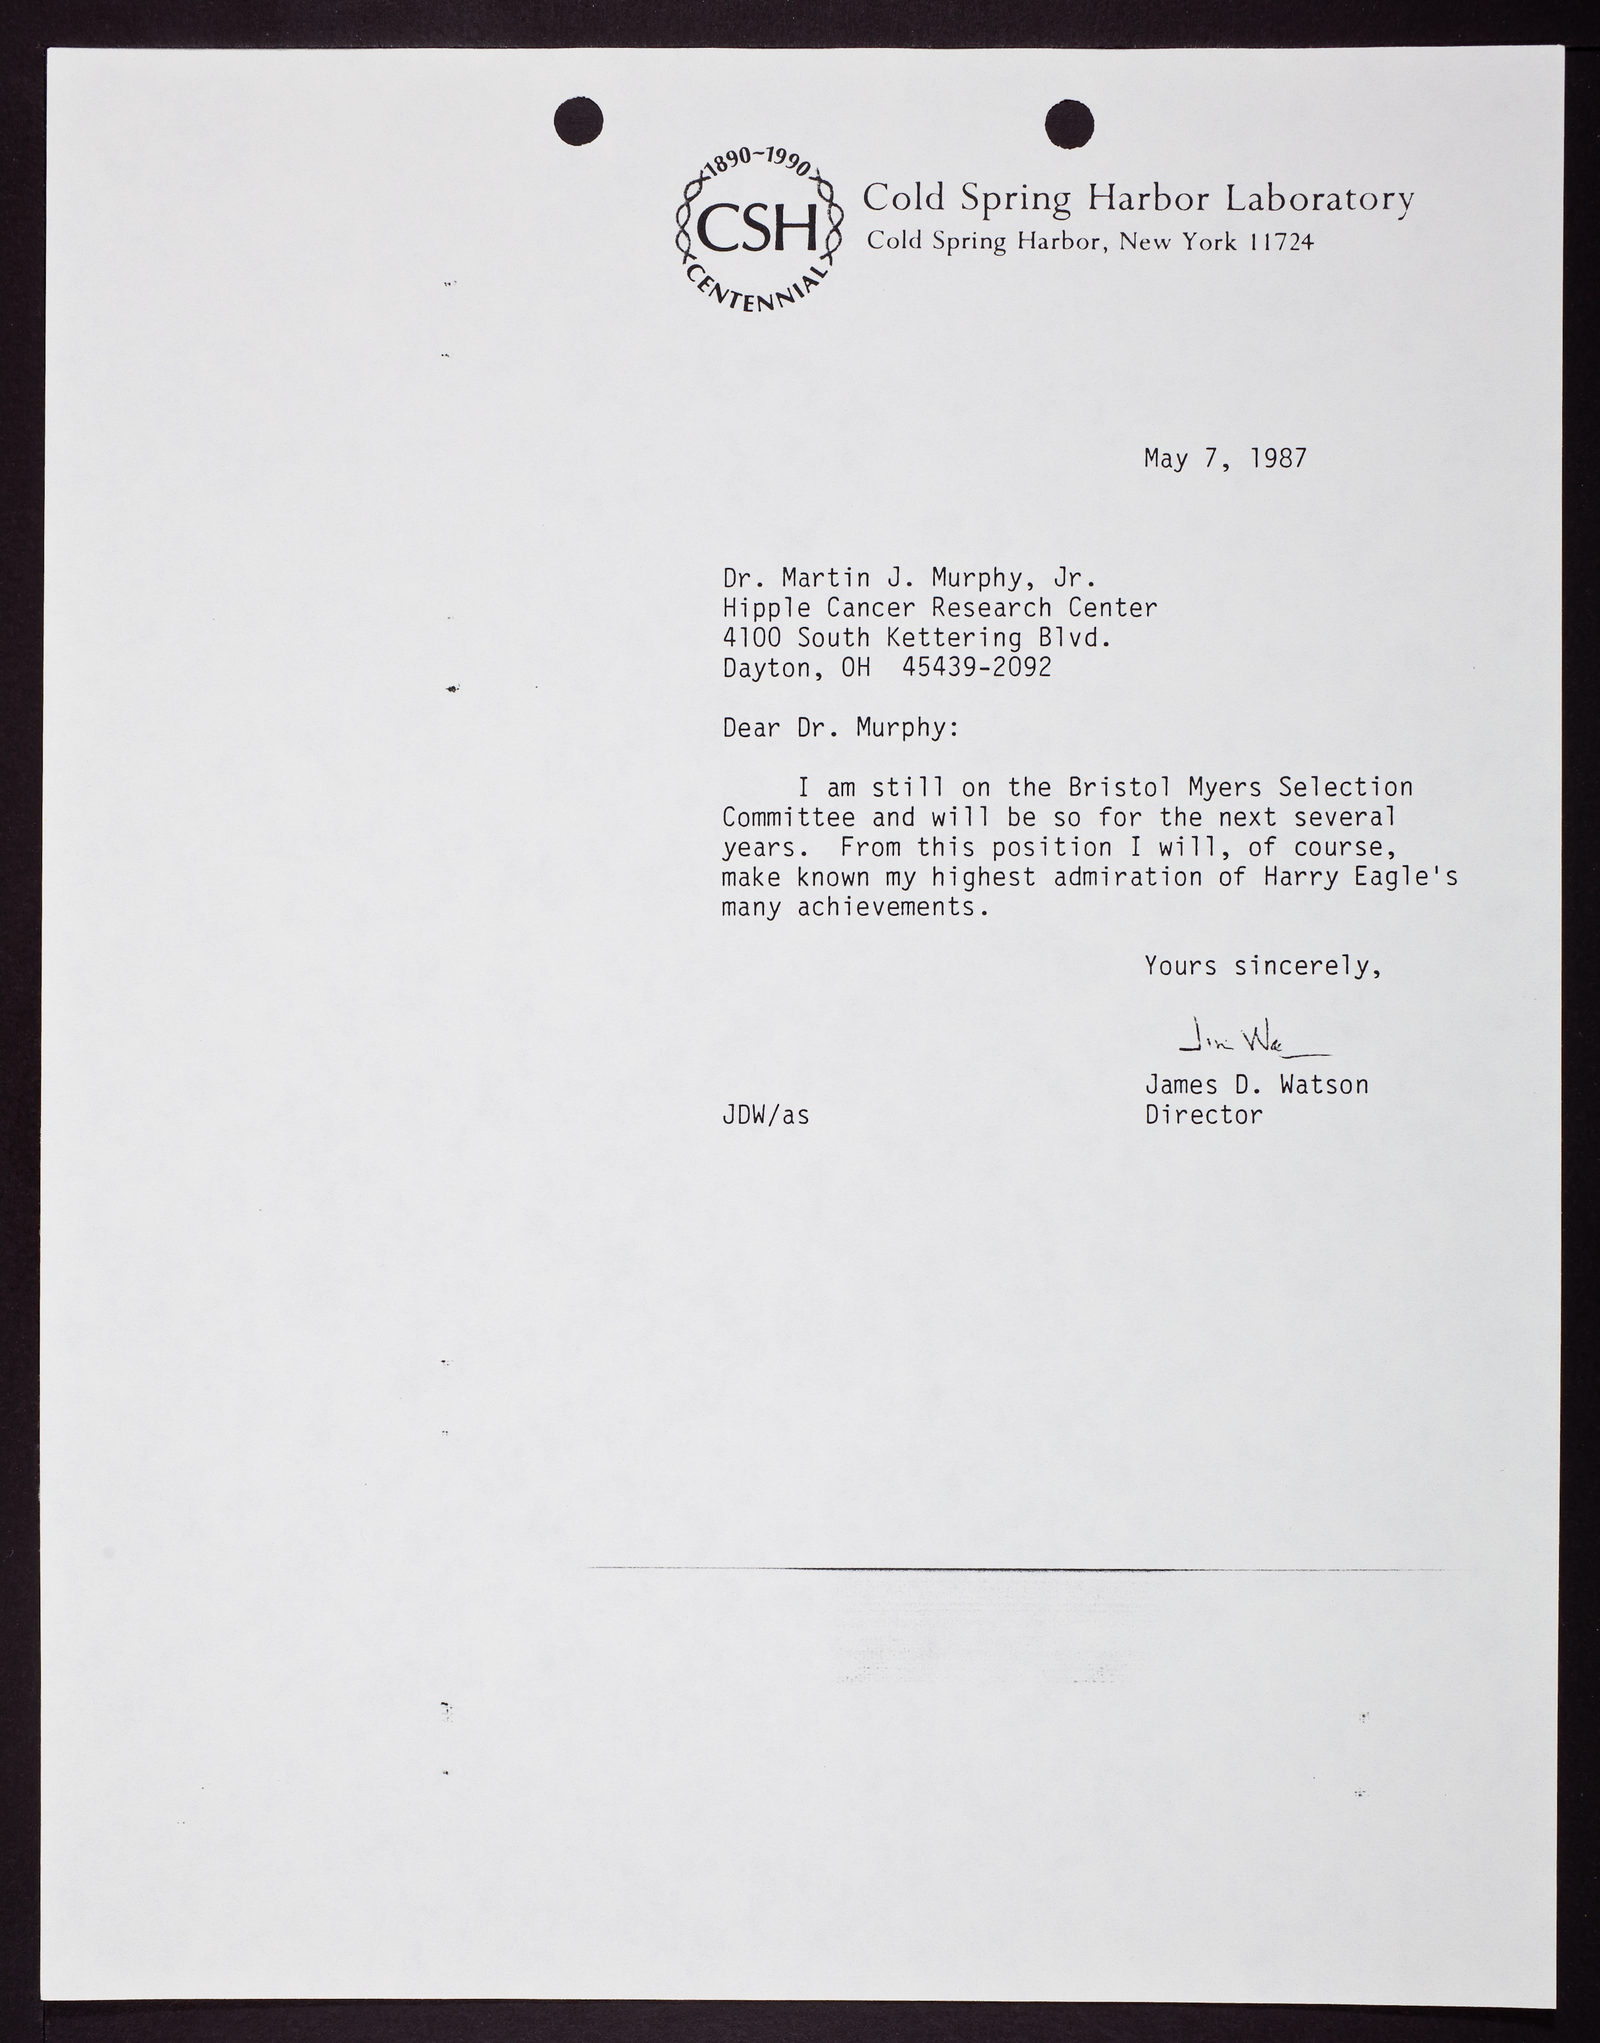 1890-1990
CSH
CENTENNIAL
Cold Spring Harbor Laboratory
Cold Spring Harbor, New York 11724
May 7, 1987
Dr. Martin J. Murphy, Jr.
Hipple Cancer Research Center
4100 South Kettering Blvd.
Dayton, OH  45439-2092
Dear Dr. Murphy:
I am still on the Bristol Myers Selection
Committee and will be so for the next several
years.  From this position I will, of course,
make known my highest admiration of Harry Eagle's
many achievements.
Yours sincerely,
Jim Wa
James D. Watson
JDW/as Director